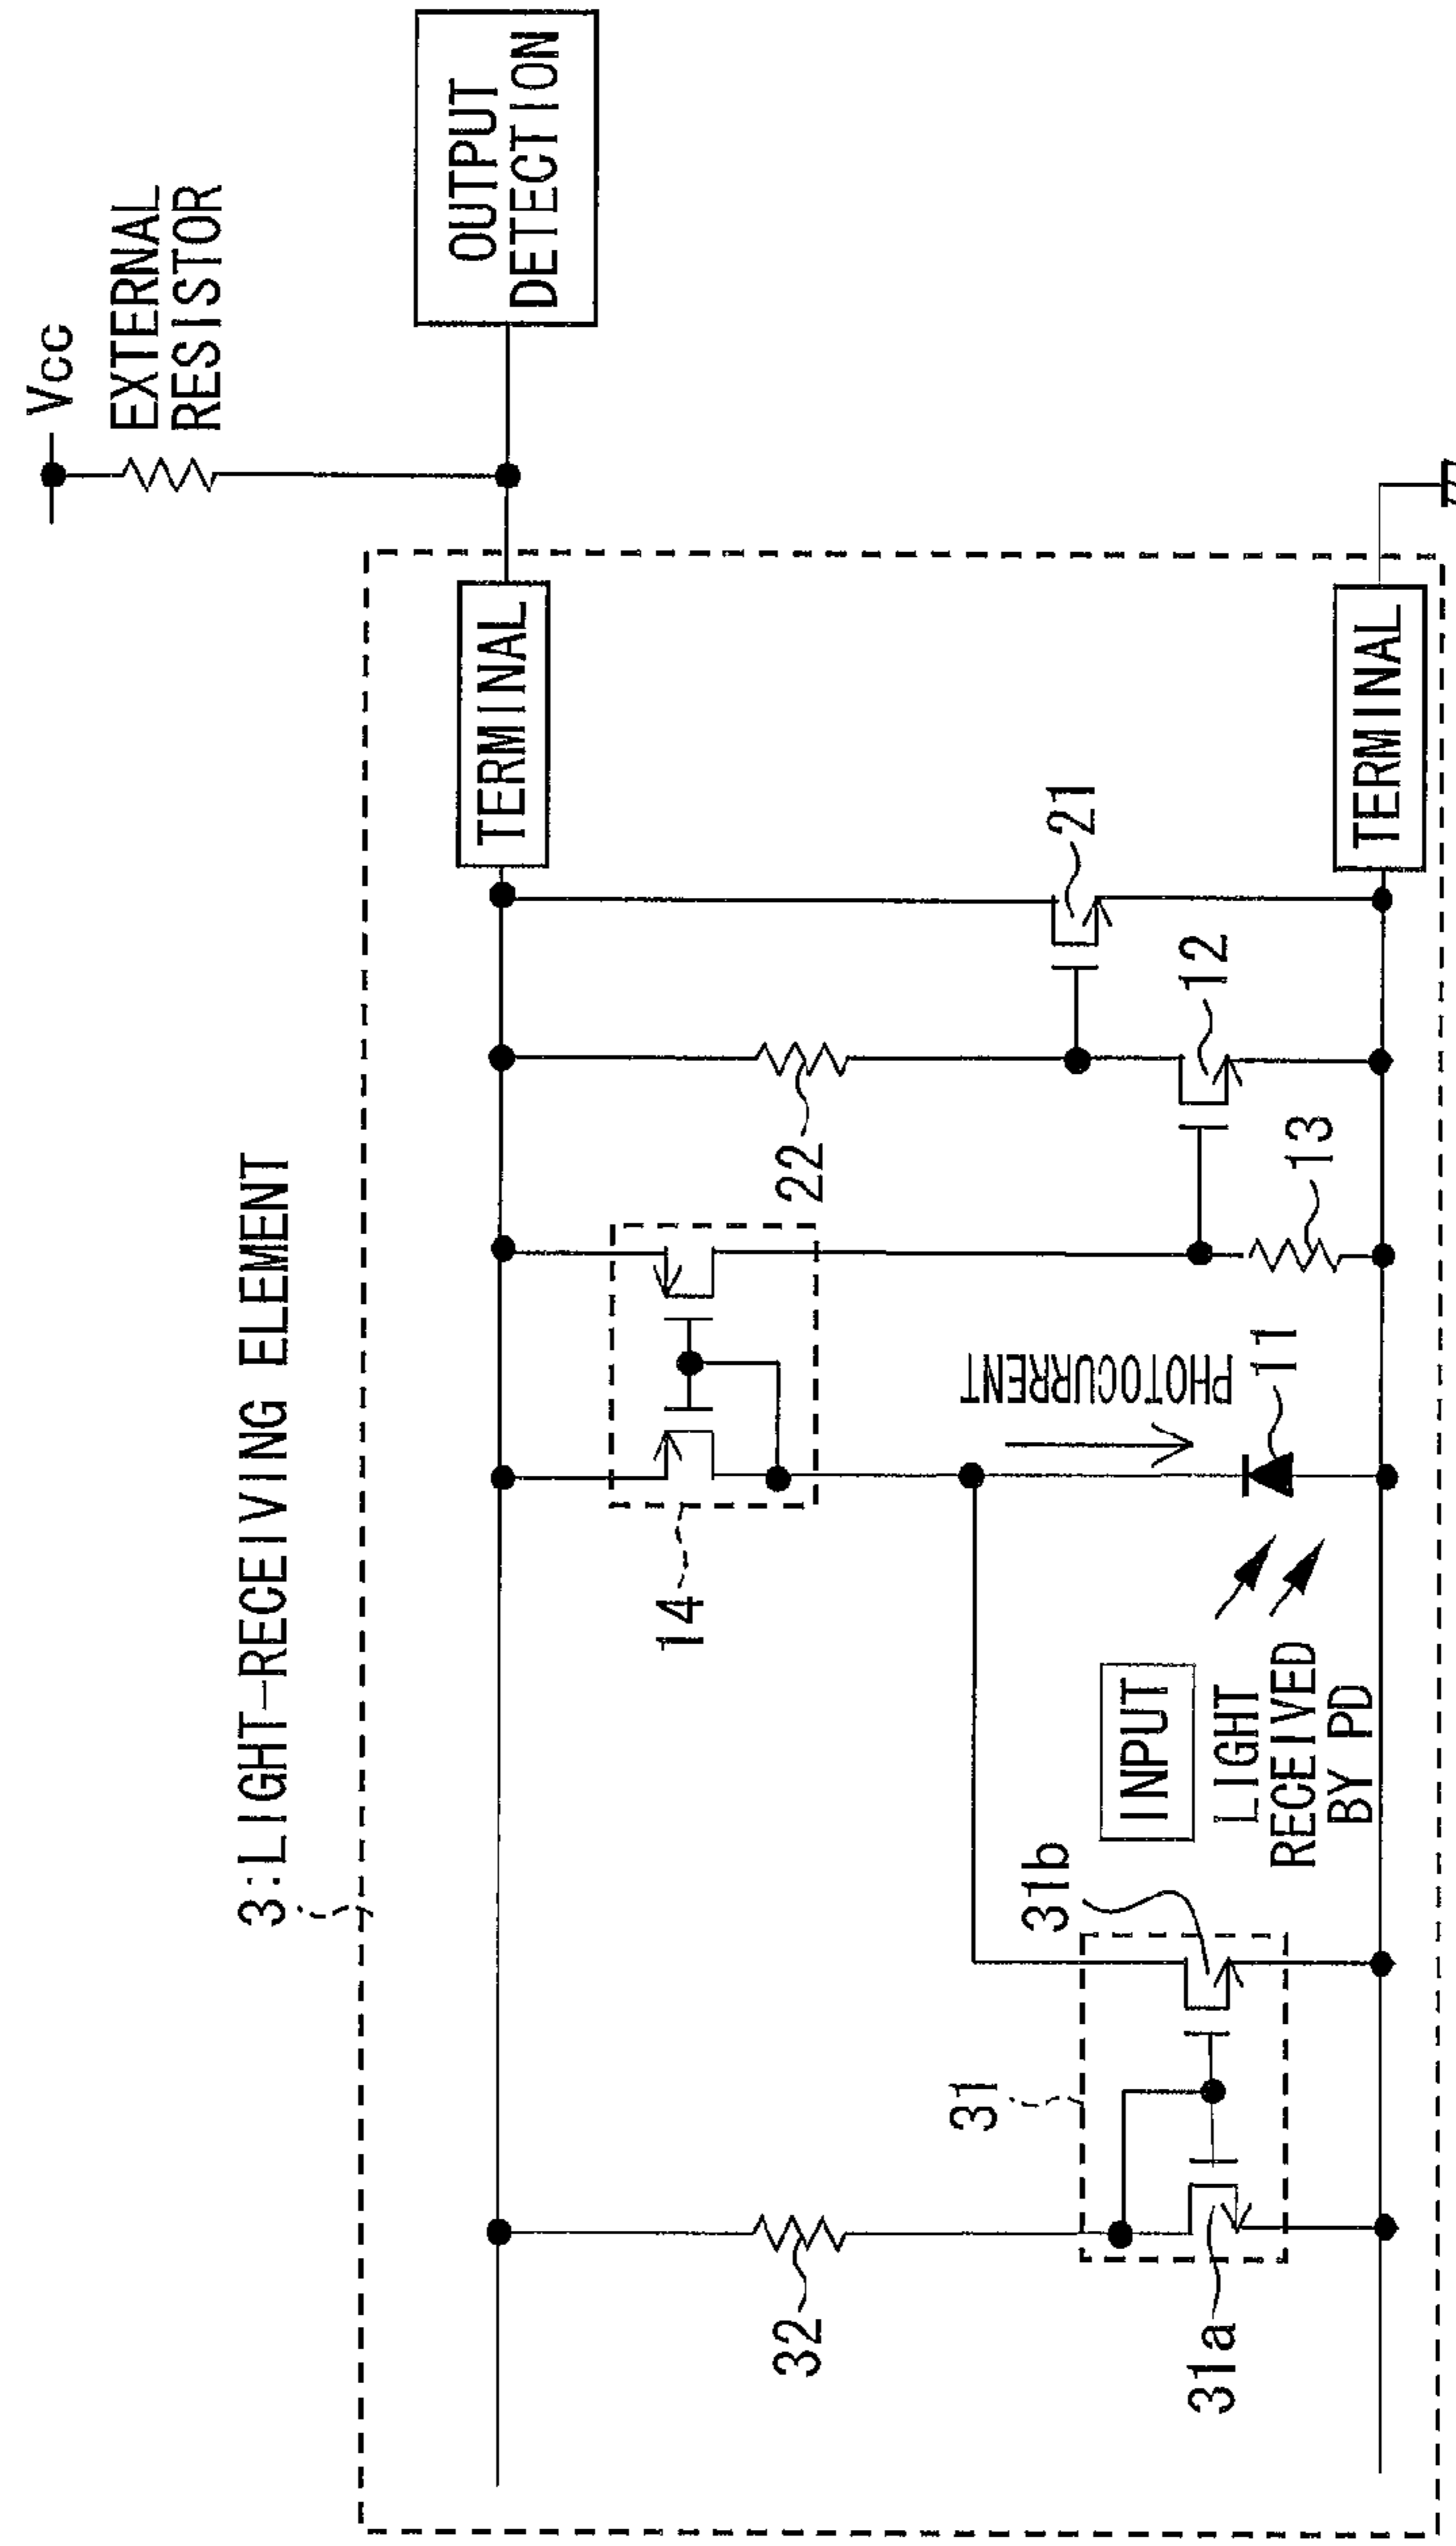 3:LIGHT-RECEIVING ELEMENT
Vcc
EXTERNAL
RESISTOR
OUTPUT
DETECTION
TERMINAL
14
32
22
PHOTOCURRENT
31
31b
21
INPUT
LIGHT
RECEIVED
BY PD
11
12
13
31a
TERMINAL